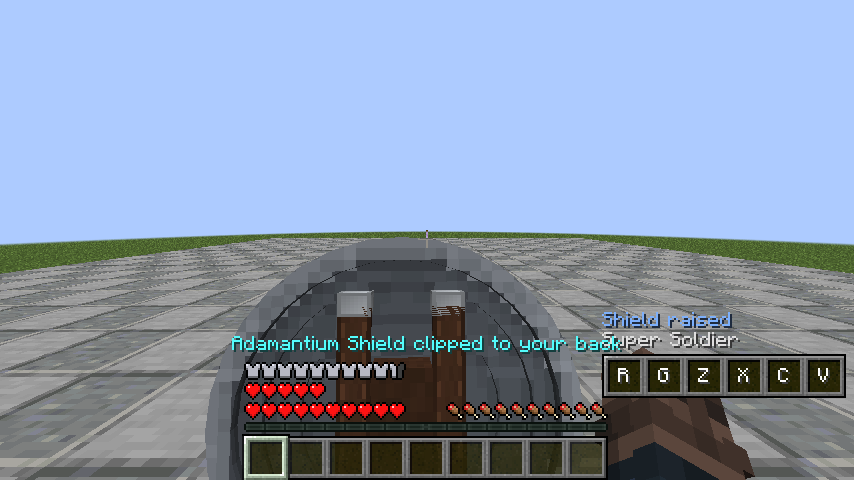 Shield raised
Super Soldier
Adamantium Shield clipped to your back
R G Z X C V